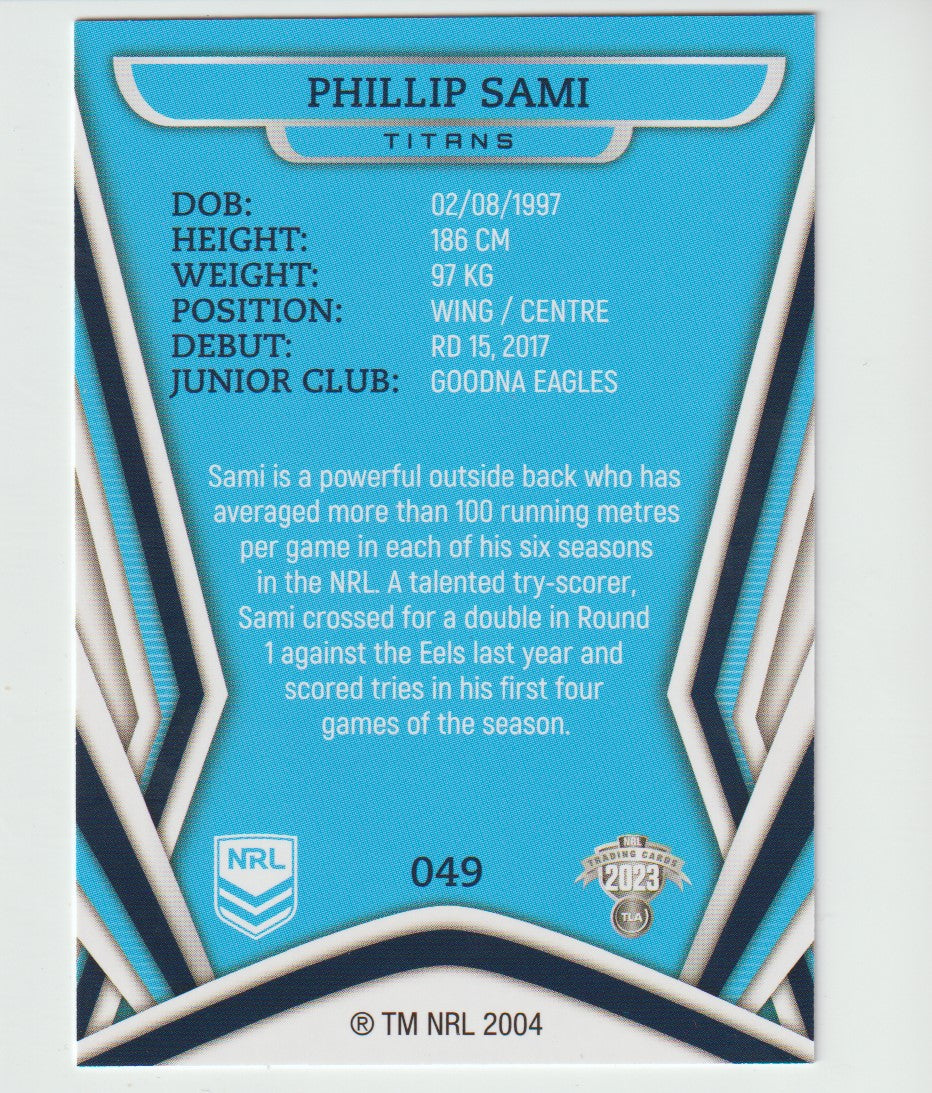 PHILLIP SAMI
TITANS
DOB: 02/08/1997
HEIGHT: 186 CM
WEIGHT: 97 KG
POSITION: WING / CENTRE
DEBUT: RD 15, 2017
JUNIOR CLUB: GOODNA EAGLES
Sami is a powerful outside back who has
averaged more than 100 running metres
per game in each of his six seasons
in the NRL. A talented try-scorer,
Sami crossed for a double in Round
1 against the Eels last year and
scored tries in his first four
games of the season.
NRL
049
NRL
TRADING CARDS
2023
TLA
® TM NRL 2004